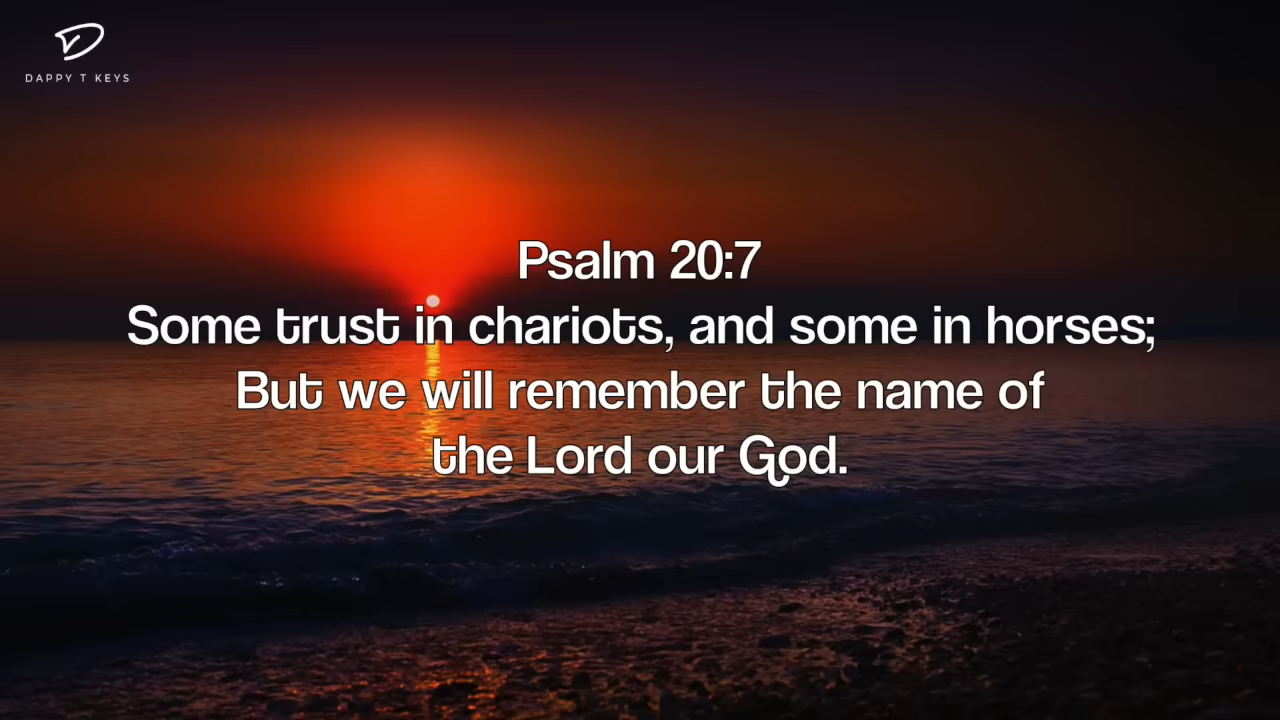 DAPPY T KEYS
Psalm 20:7
Some trust in chariots, and some in horses;
But we will remember the name of
the Lord our God.